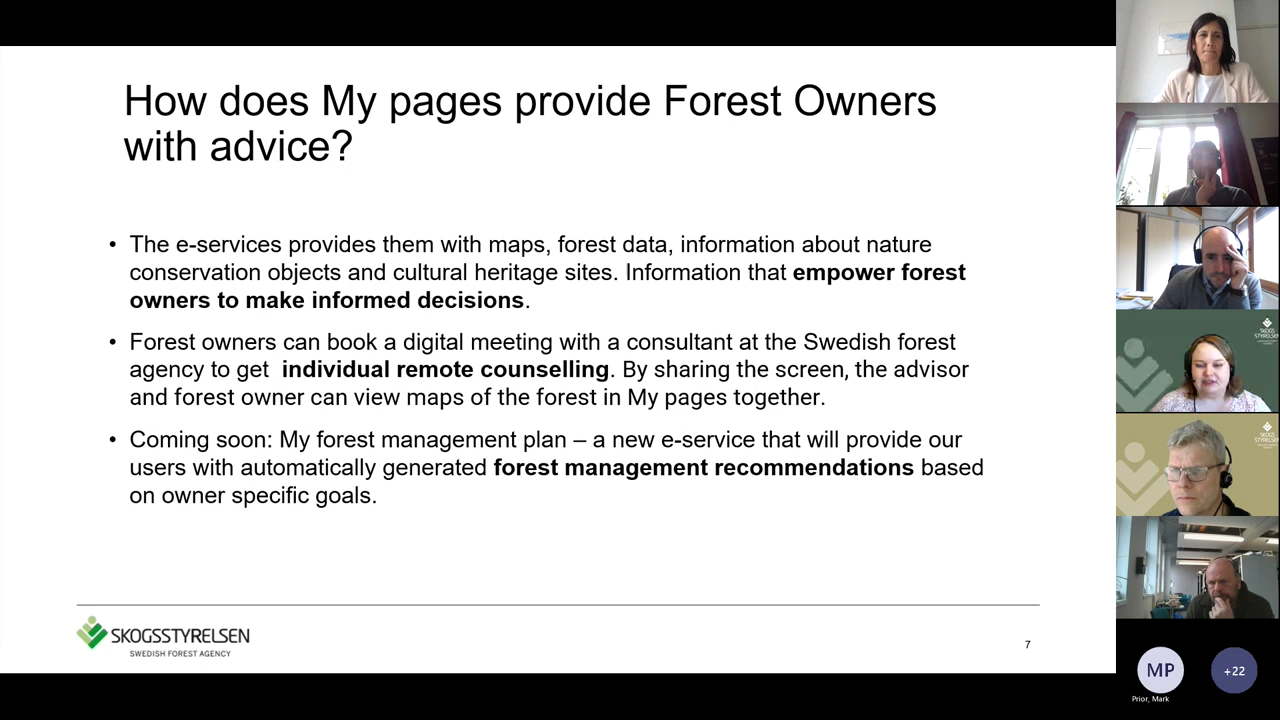 How does My pages provide Forest Owners
with advice?
• The e-services provides them with maps, forest data, information about nature
conservation objects and cultural heritage sites. Information that empower forest
owners to make informed decisions.
• Forest owners can book a digital meeting with a consultant at the Swedish forest
agency to get individual remote counselling. By sharing the screen, the advisor
and forest owner can view maps of the forest in My pages together.
• Coming soon: My forest management plan – a new e-service that will provide our
users with automatically generated forest management recommendations based
on owner specific goals.
SKOGSSTYRELSEN
SWEDISH FOREST AGENCY
7
SKOGS
STYRELSEN
SKOGS
STYRELSEN
MP
Prior, Mark
+22